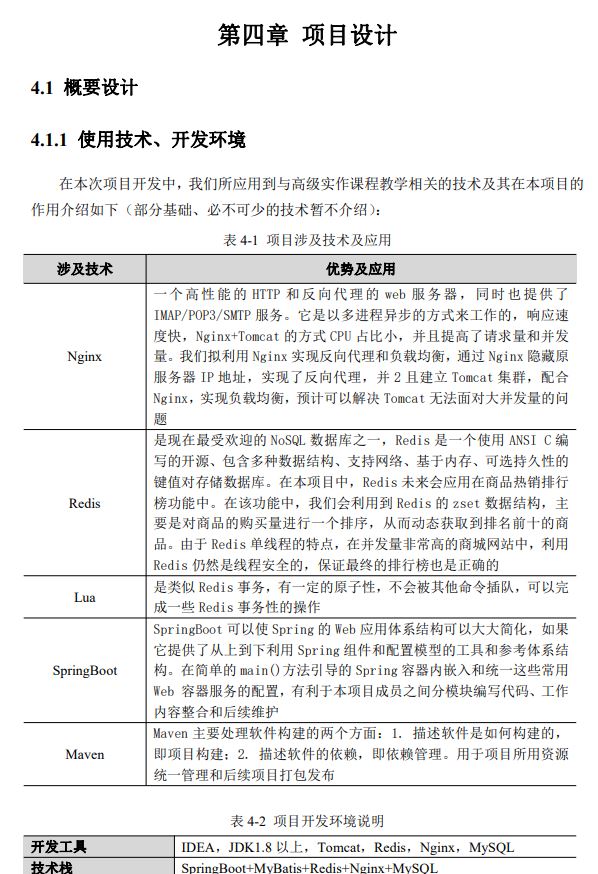 第四章 项目设计
4.1 概要设计
4.1.1 使用技术、开发环境
在本次项目开发中，我们所应用到与高级实作课程教学相关的技术及其在本项目的
作用介绍如下（部分基础、必不可少的技术暂不介绍）：
表 4-1 项目涉及技术及应用
涉及技术 优势及应用
Nginx
一个高性能的 HTTP 和反向代理的 web 服务器，同时也提供了
IMAP/POP3/SMTP 服务。它是以多进程异步的方式来工作的，响应速
度快，Nginx+Tomcat 的方式 CPU 占比小，并且提高了请求量和并发
量。我们拟利用 Nginx 实现反向代理和负载均衡，通过 Nginx 隐藏原
服务器 IP 地址，实现了反向代理，并 2 且建立 Tomcat 集群，配合
Nginx，实现负载均衡，预计可以解决 Tomcat 无法面对大并发量的问
题
Redis
是现在最受欢迎的 NoSQL 数据库之一，Redis 是一个使用 ANSI C 编
写的开源、包含多种数据结构、支持网络、基于内存、可选持久性的
键值对存储数据库。在本项目中，Redis 未来会应用在商品热销排行
榜功能中。在该功能中，我们会利用到 Redis 的 zset 数据结构，主
要是对商品的购买量进行一个排序，从而动态获取到排名前十的商
品。由于 Redis 单线程的特点，在并发量非常高的商城网站中，利用
Redis 仍然是线程安全的，保证最终的排行榜也是正确的
Lua
是类似 Redis 事务，有一定的原子性，不会被其他命令插队，可以完
成一些 Redis 事务性的操作
SpringBoot
SpringBoot 可以使 Spring 的 Web 应用体系结构可以大大简化，如果
它提供了从上到下利用 Spring 组件和配置模型的工具和参考体系结
构。在简单的 main()方法引导的 Spring 容器内嵌入和统一这些常用
Web 容器服务的配置，有利于本项目成员之间分模块编写代码、工作
内容整合和后续维护
Maven
Maven 主要处理软件构建的两个方面：1. 描述软件是如何构建的，
即项目构建；2. 描述软件的依赖，即依赖管理。用于项目所用资源
统一管理和后续项目打包发布
表 4-2 项目开发环境说明
开发工具 IDEA，JDK1.8 以上，Tomcat，Redis，Nginx，MySQL
技术栈 SpringBoot+MyBatis+Redis+Nginx+MySQL